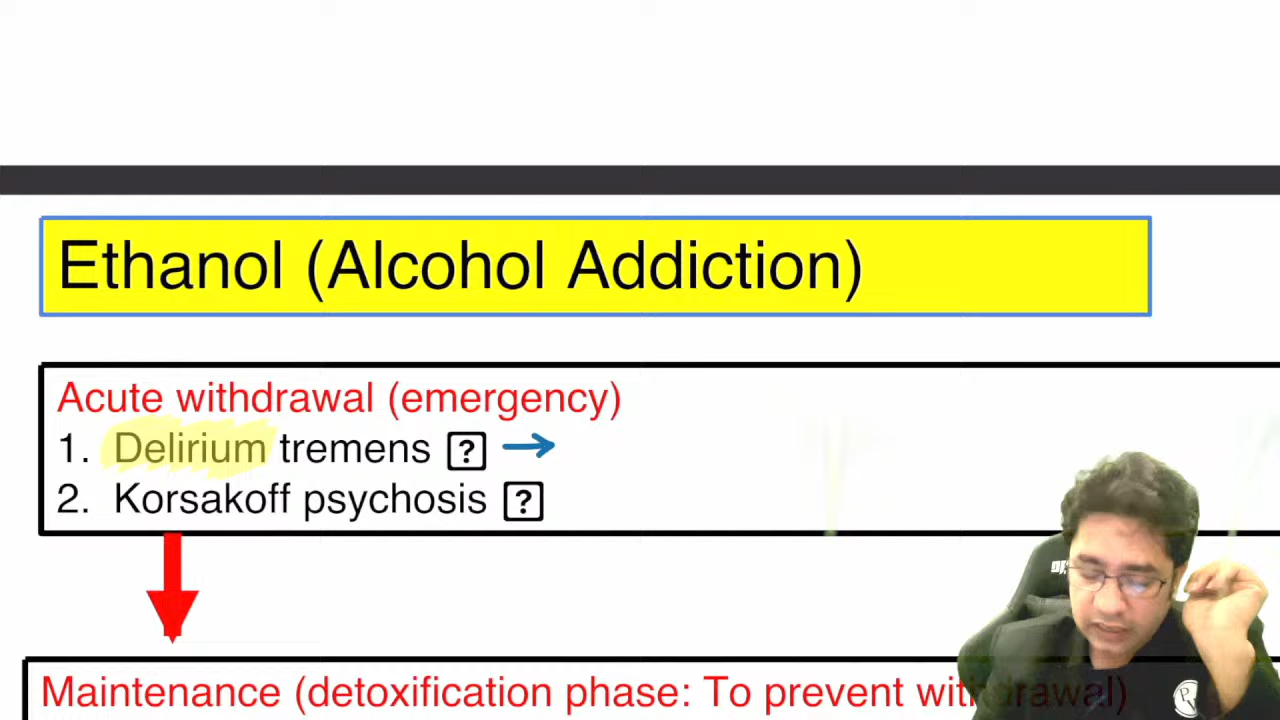 Ethanol (Alcohol Addiction)
Acute withdrawal (emergency)
1. Delirium tremens ? →
2. Korsakoff psychosis ?
Maintenance (detoxification phase: To prevent withdrawal)